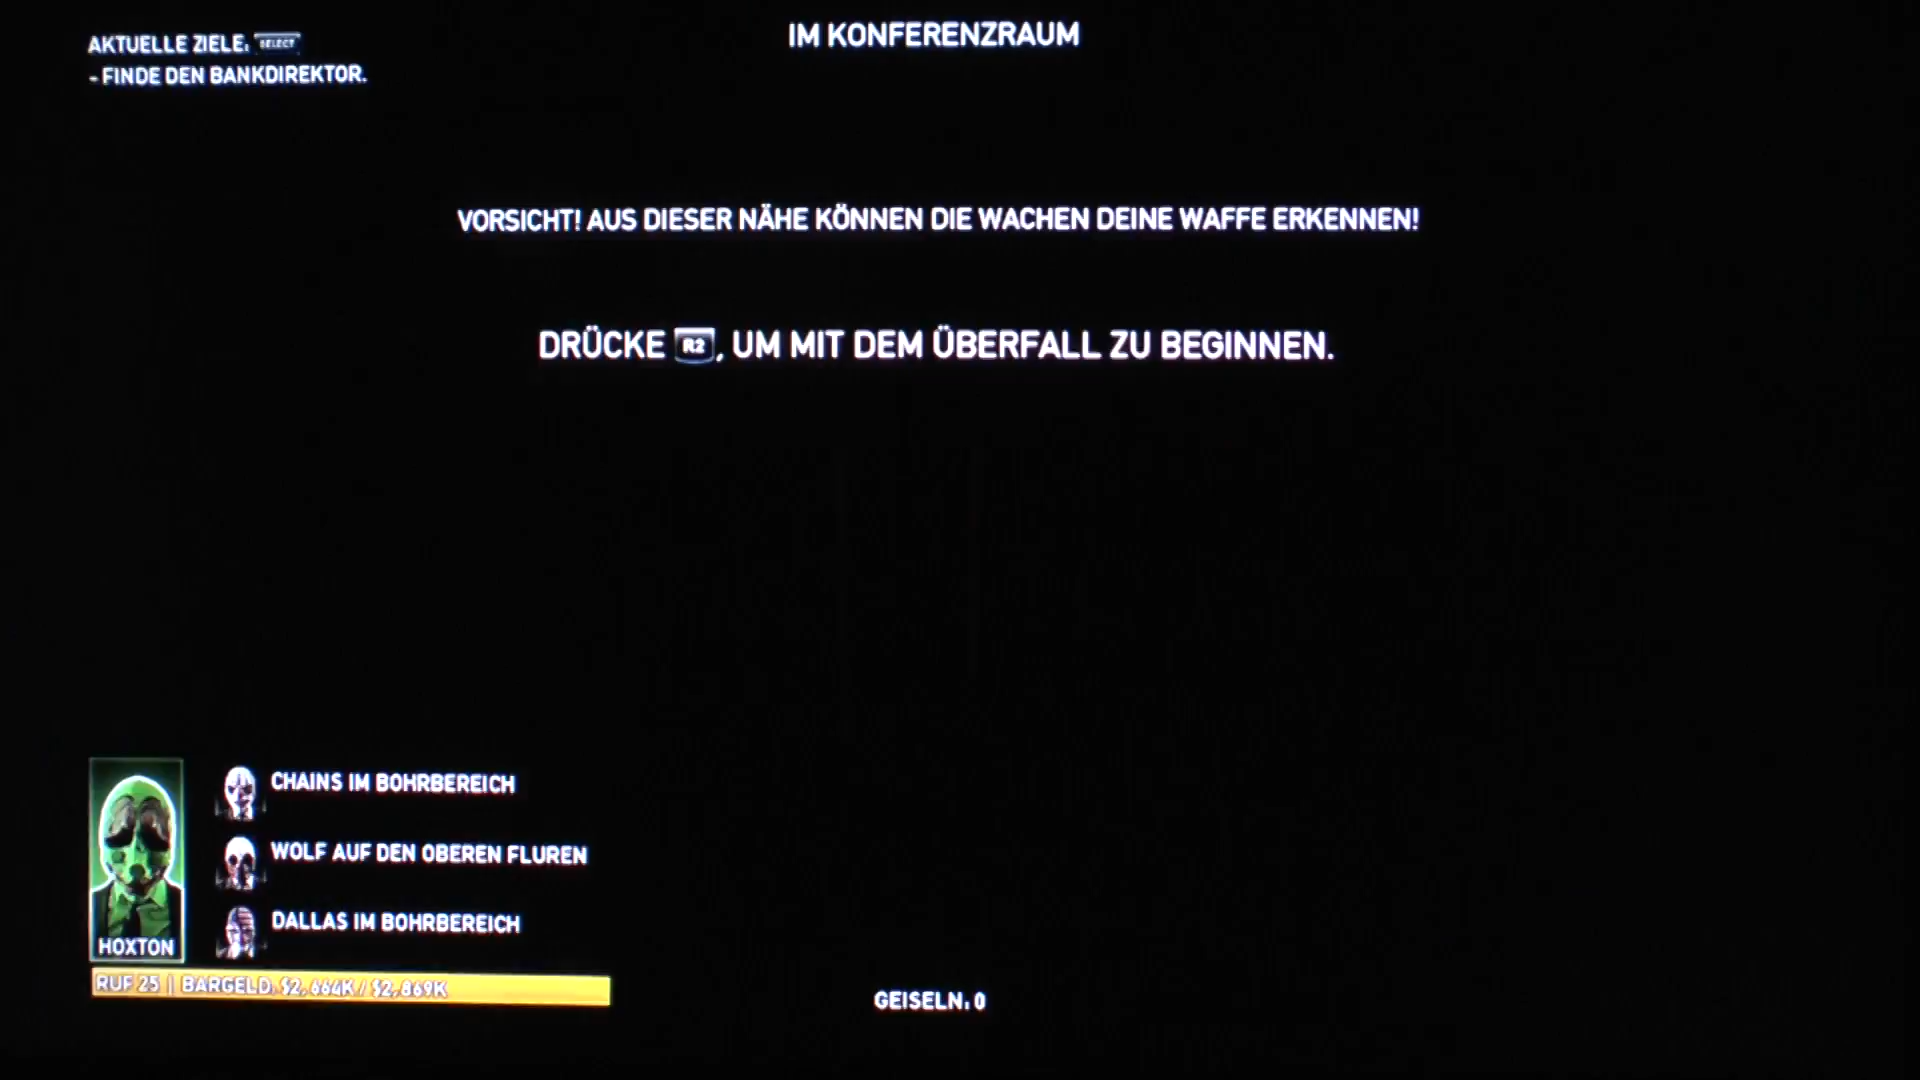 IM KONFERENZRAUM
AKTUELLE ZIELE: SELECT
- FINDE DEN BANKDIREKTOR.
VORSICHT! AUS DIESER NÄHE KÖNNEN DIE WACHEN DEINE WAFFE ERKENNEN!
DRÜCKE R2, UM MIT DEM ÜBERFALL ZU BEGINNEN.
CHAINS IM BOHRBEREICH
WOLF AUF DEN OBEREN FLUREN
DALLAS IM BOHRBEREICH
HOXTON
RUF 25 | BARGELD: $2,664K / $2,869K
GEISELN: 0